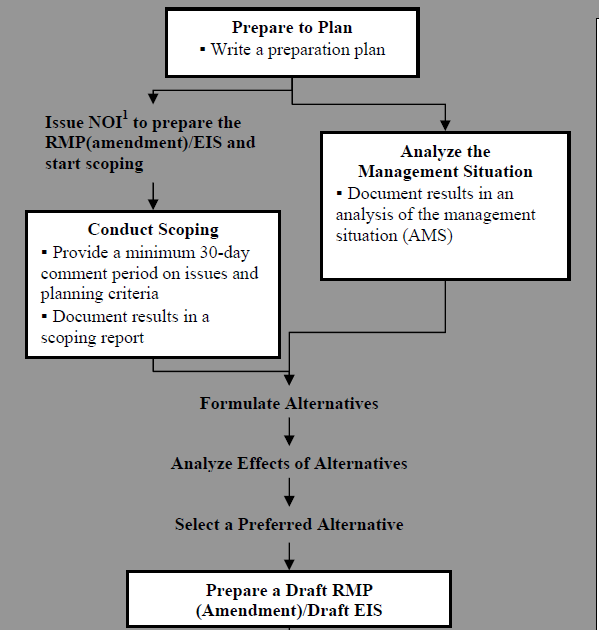 Prepare to Plan
▪ Write a preparation plan
Issue NOI¹ to prepare the
RMP(amendment)/EIS and
start scoping
Analyze the
Management Situation
▪ Document results in an
analysis of the management
situation (AMS)
Conduct Scoping
▪ Provide a minimum 30-day
comment period on issues and
planning criteria
▪ Document results in a
scoping report
Formulate Alternatives
Analyze Effects of Alternatives
Select a Preferred Alternative
Prepare a Draft RMP
(Amendment)/Draft EIS